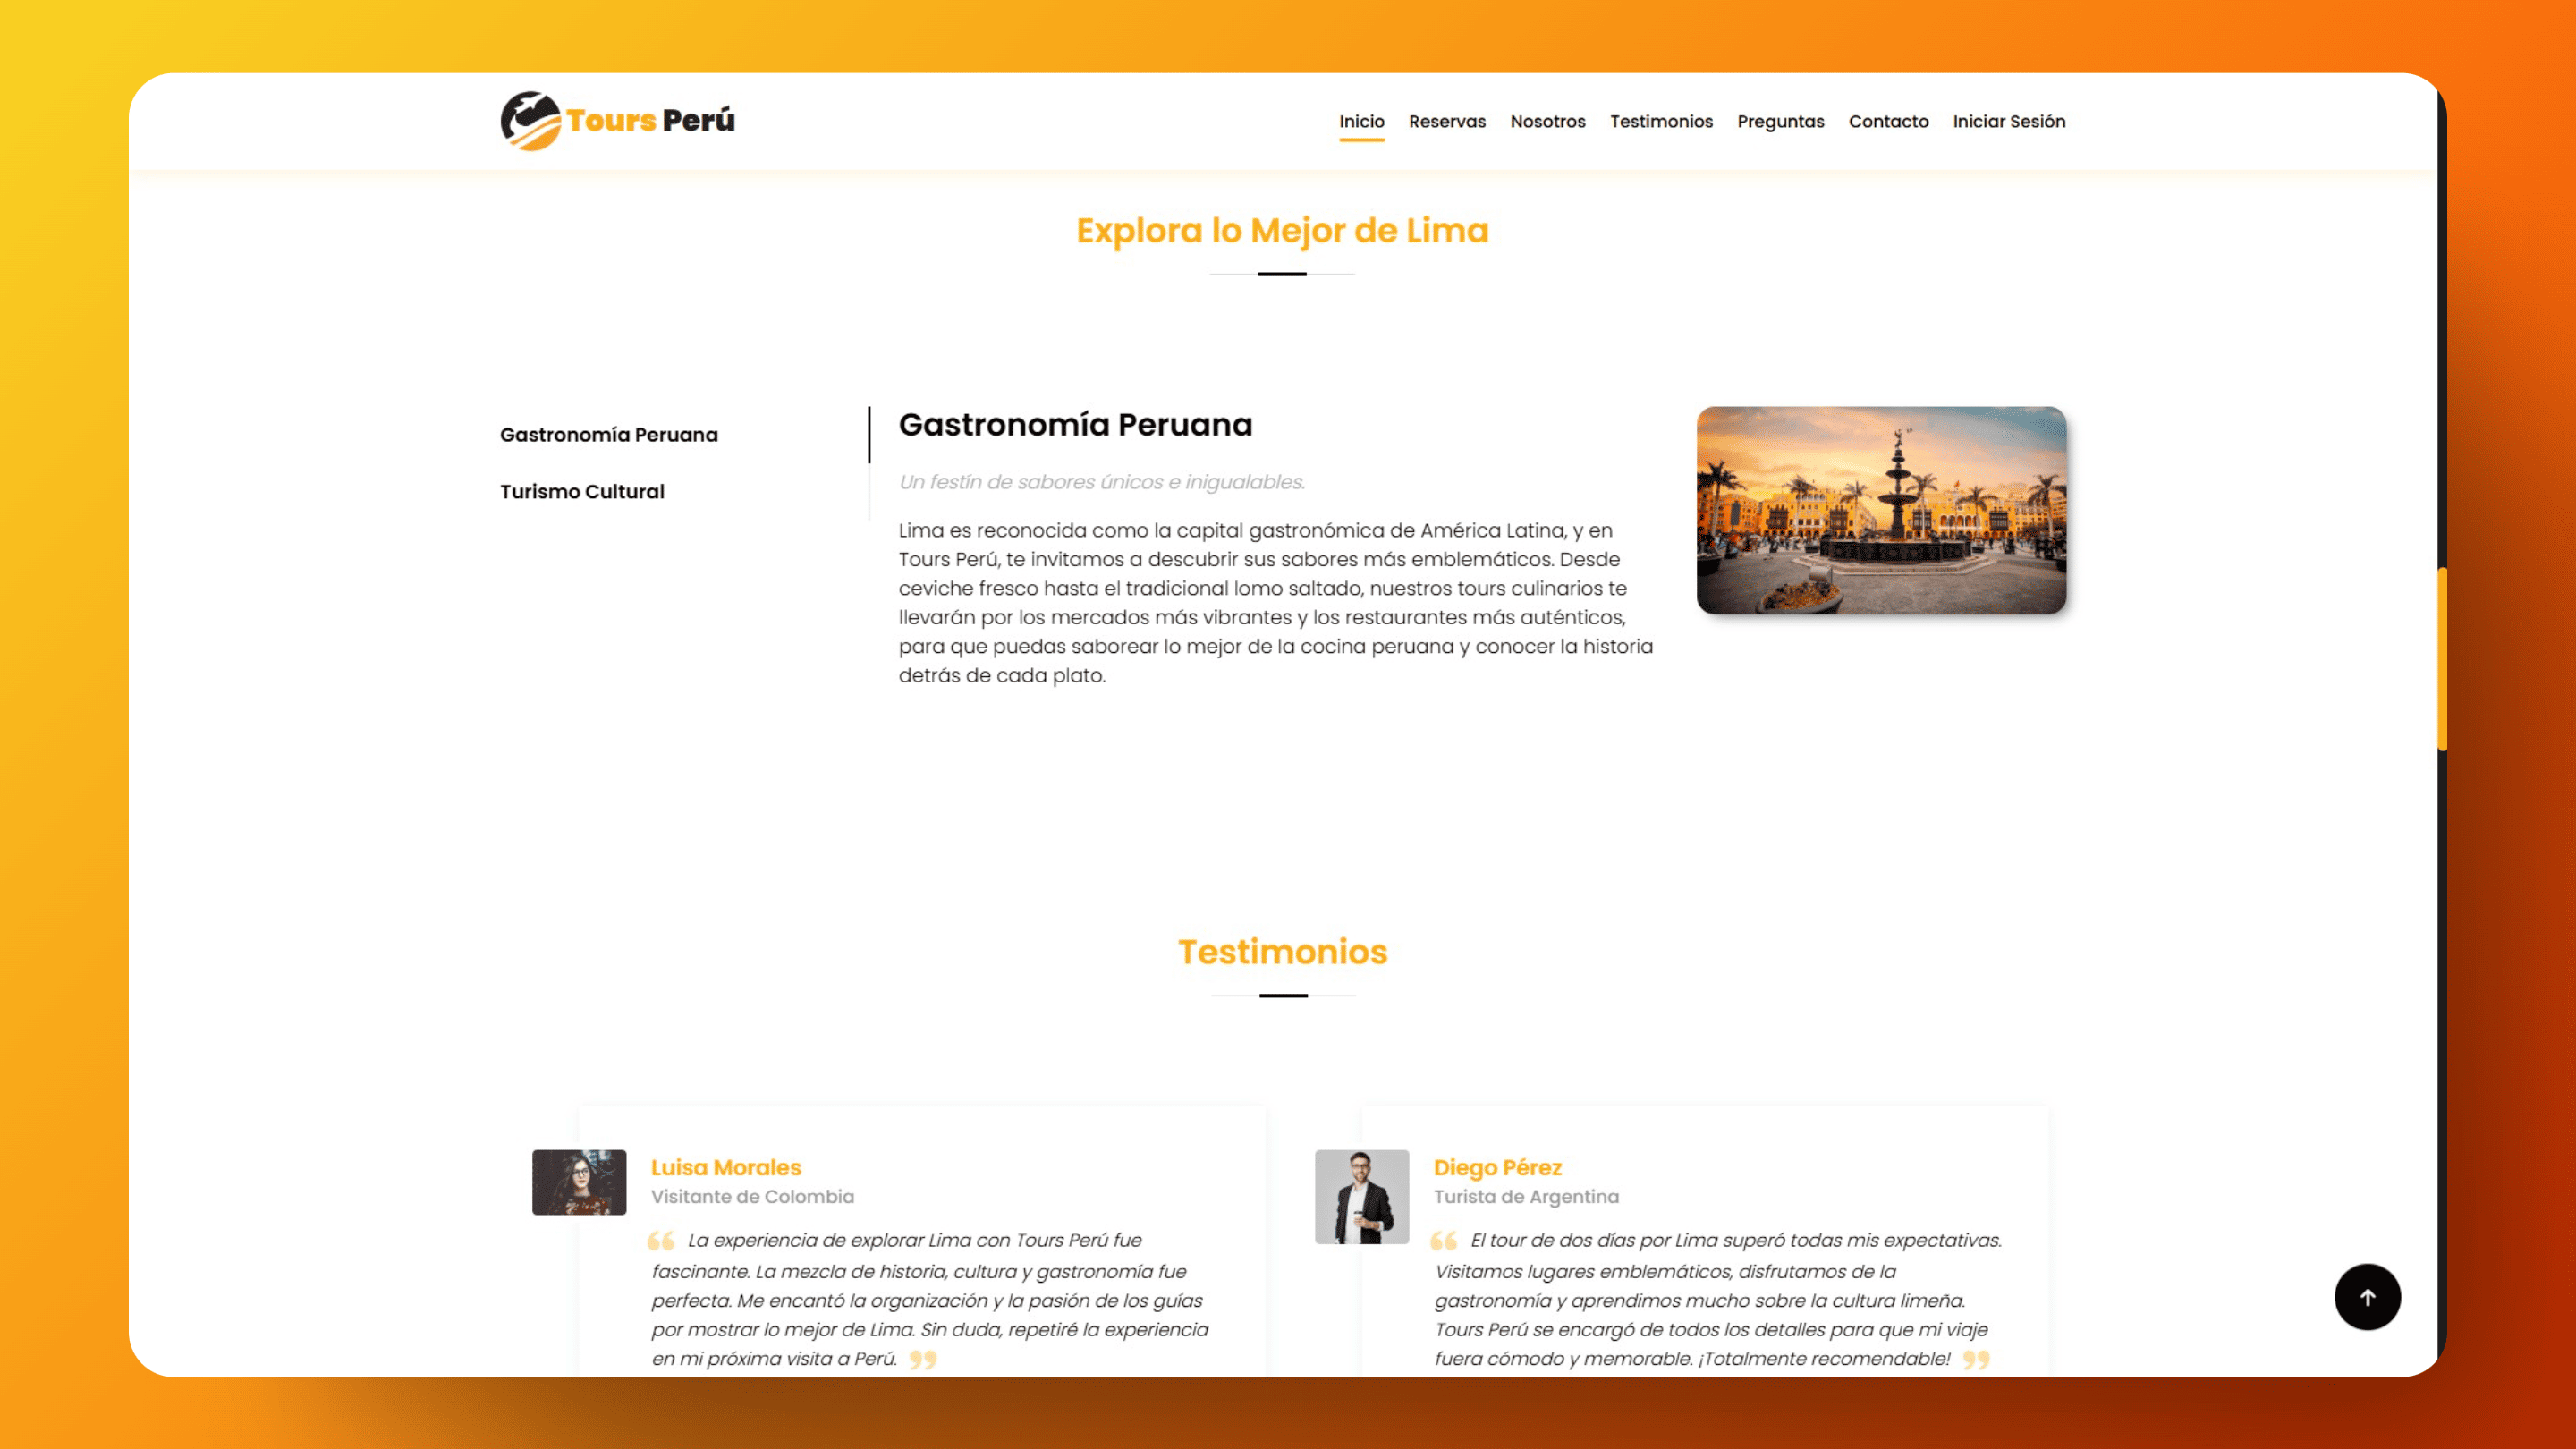 Tours Perú
Inicio Reservas Nosotros Testimonios Preguntas Contacto Iniciar Sesión
Explora lo Mejor de Lima
Gastronomía Peruana
Turismo Cultural
Gastronomía Peruana
Un festín de sabores únicos e inigualables.
Lima es reconocida como la capital gastronómica de América Latina, y en
Tours Perú, te invitamos a descubrir sus sabores más emblemáticos. Desde
ceviche fresco hasta el tradicional lomo saltado, nuestros tours culinarios te
llevarán por los mercados más vibrantes y los restaurantes más auténticos,
para que puedas saborear lo mejor de la cocina peruana y conocer la historia
detrás de cada plato.
Testimonios
Luisa Morales
Visitante de Colombia
“ La experiencia de explorar Lima con Tours Perú fue
fascinante. La mezcla de historia, cultura y gastronomía fue
perfecta. Me encantó la organización y la pasión de los guías
por mostrar lo mejor de Lima. Sin duda, repetiré la experiencia
en mi próxima visita a Perú. ”
Diego Pérez
Turista de Argentina
“ El tour de dos días por Lima superó todas mis expectativas.
Visitamos lugares emblemáticos, disfrutamos de la
gastronomía y aprendimos mucho sobre la cultura limeña.
Tours Perú se encargó de todos los detalles para que mi viaje
fuera cómodo y memorable. ¡Totalmente recomendable! ”